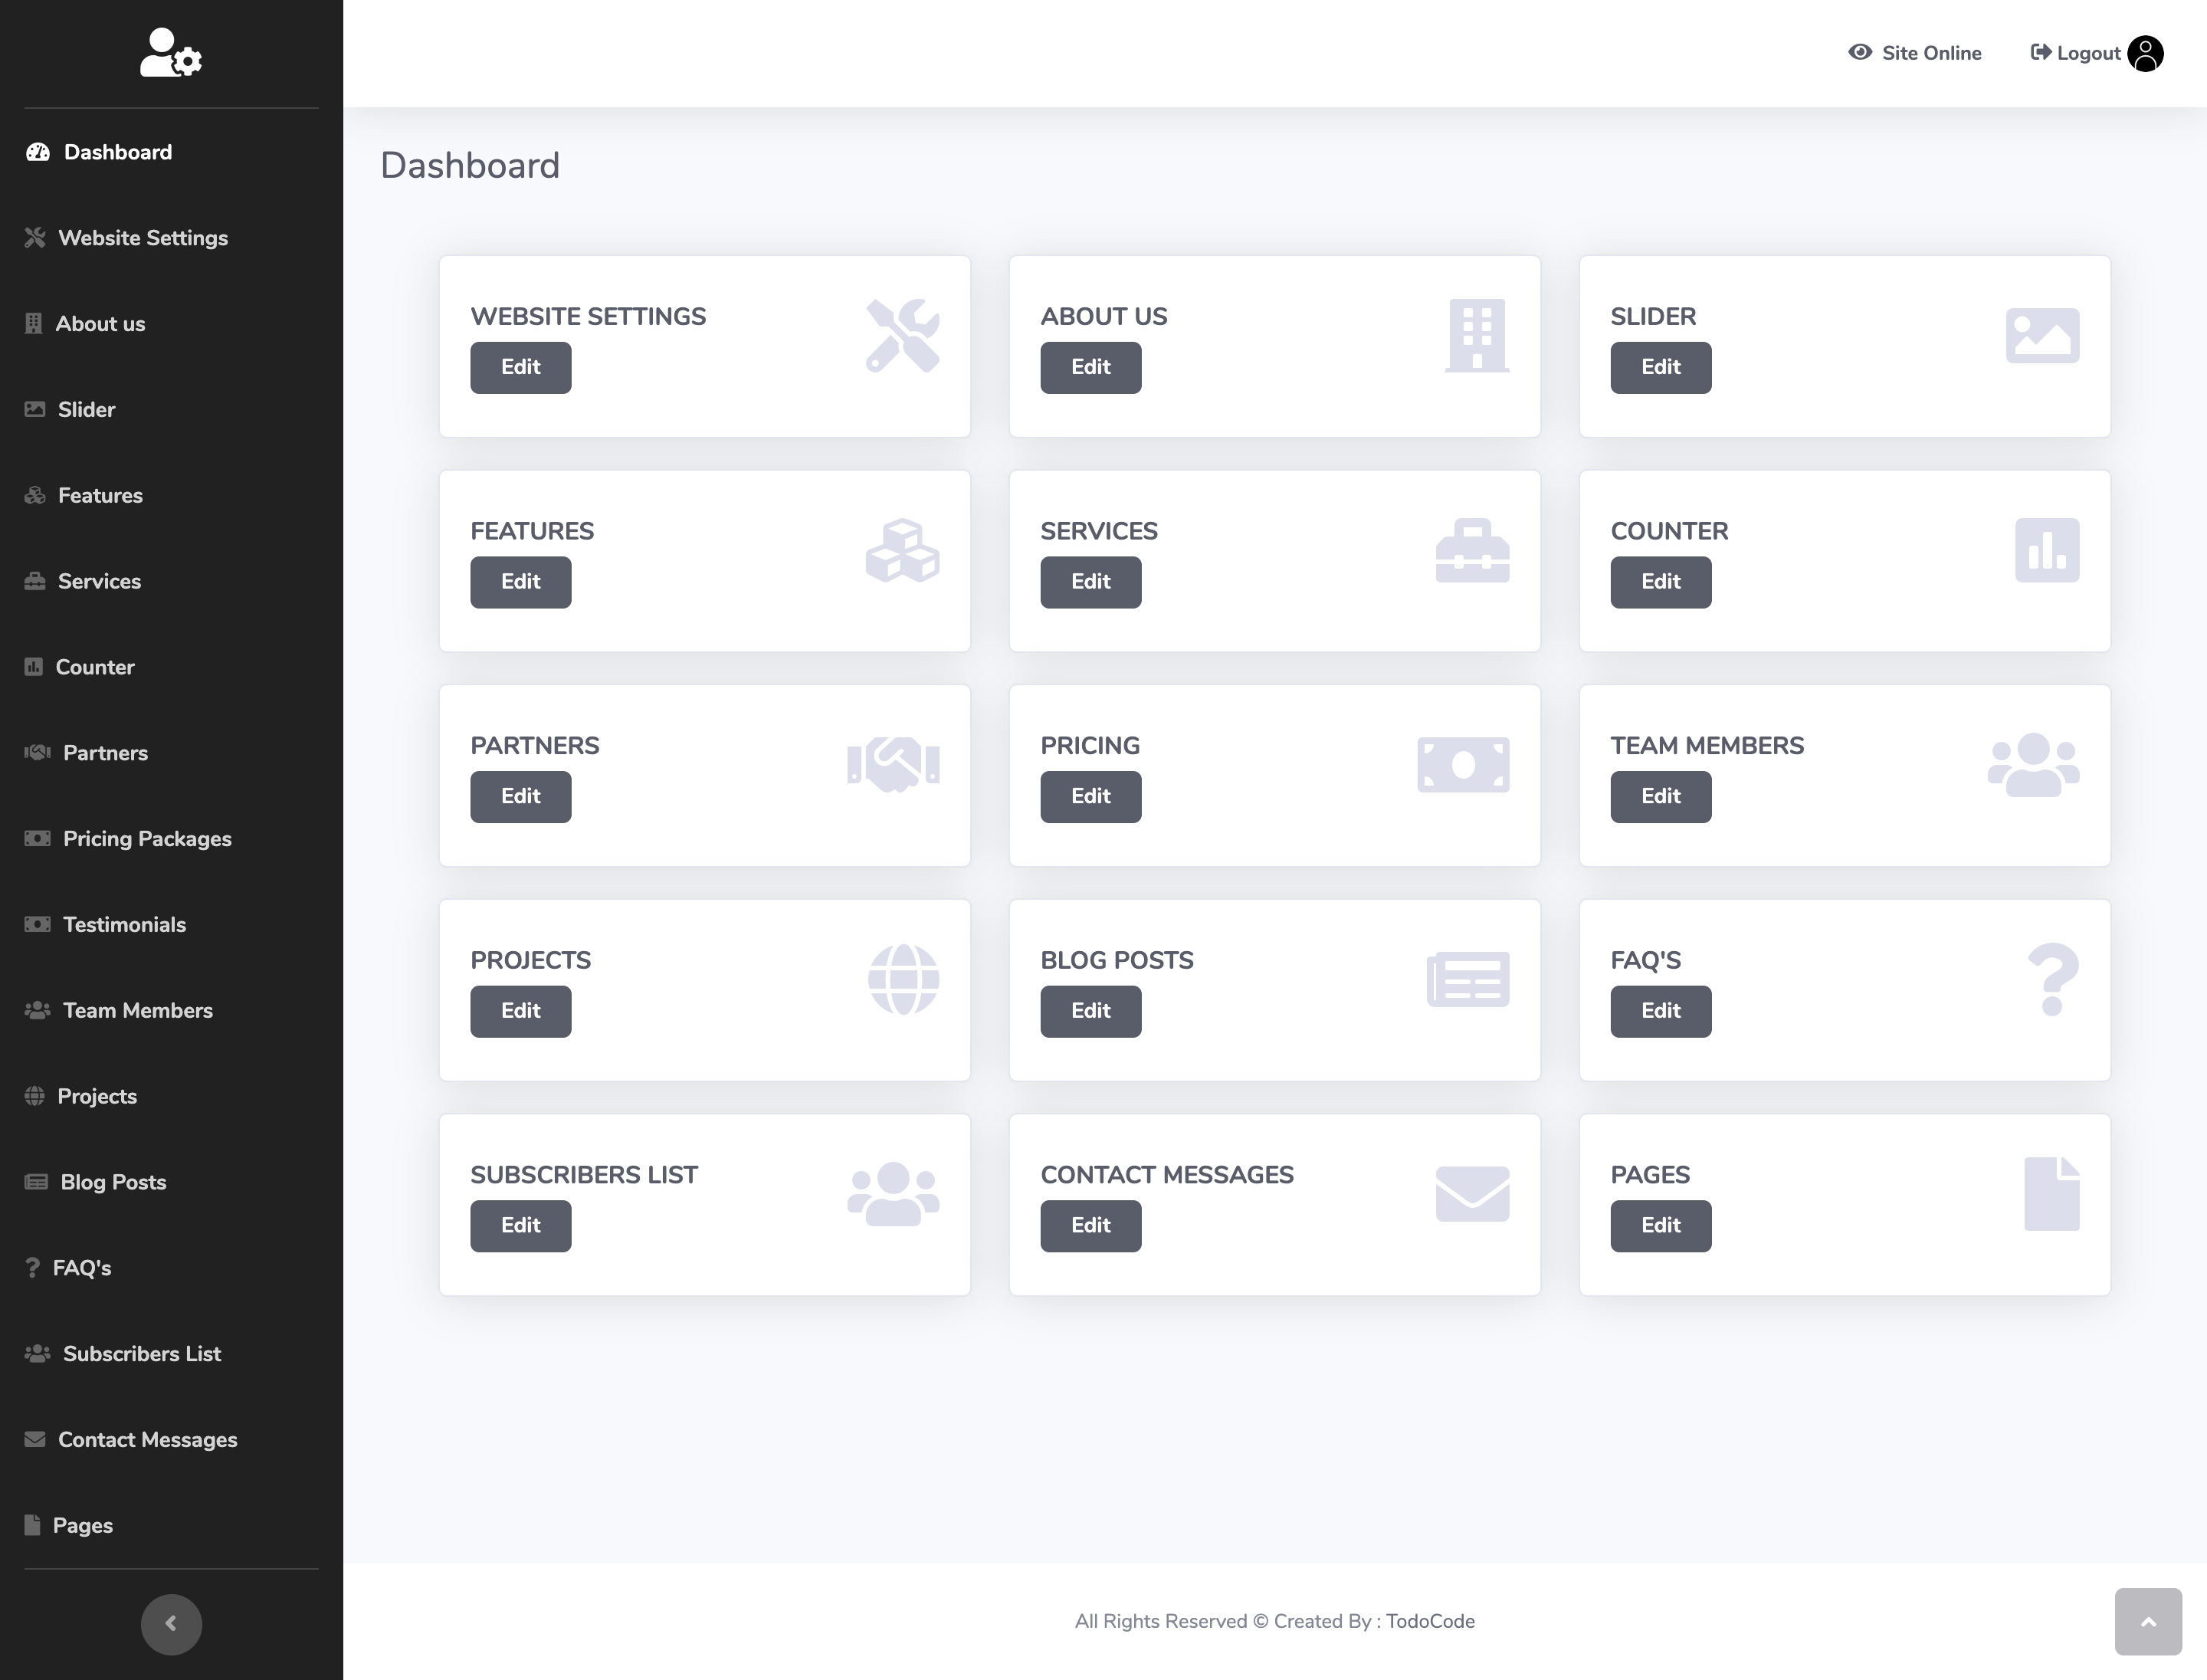 Site Online
Logout
Dashboard
Website Settings
About us
Slider
Features
Services
Counter
Partners
Pricing Packages
Testimonials
Team Members
Projects
Blog Posts
FAQ's
Subscribers List
Contact Messages
Pages
Dashboard
WEBSITE SETTINGS
Edit
ABOUT US
Edit
SLIDER
Edit
FEATURES
Edit
SERVICES
Edit
COUNTER
Edit
PARTNERS
Edit
PRICING
Edit
TEAM MEMBERS
Edit
PROJECTS
Edit
BLOG POSTS
Edit
FAQ'S
Edit
SUBSCRIBERS LIST
Edit
CONTACT MESSAGES
Edit
PAGES
Edit
All Rights Reserved © Created By : TodoCode